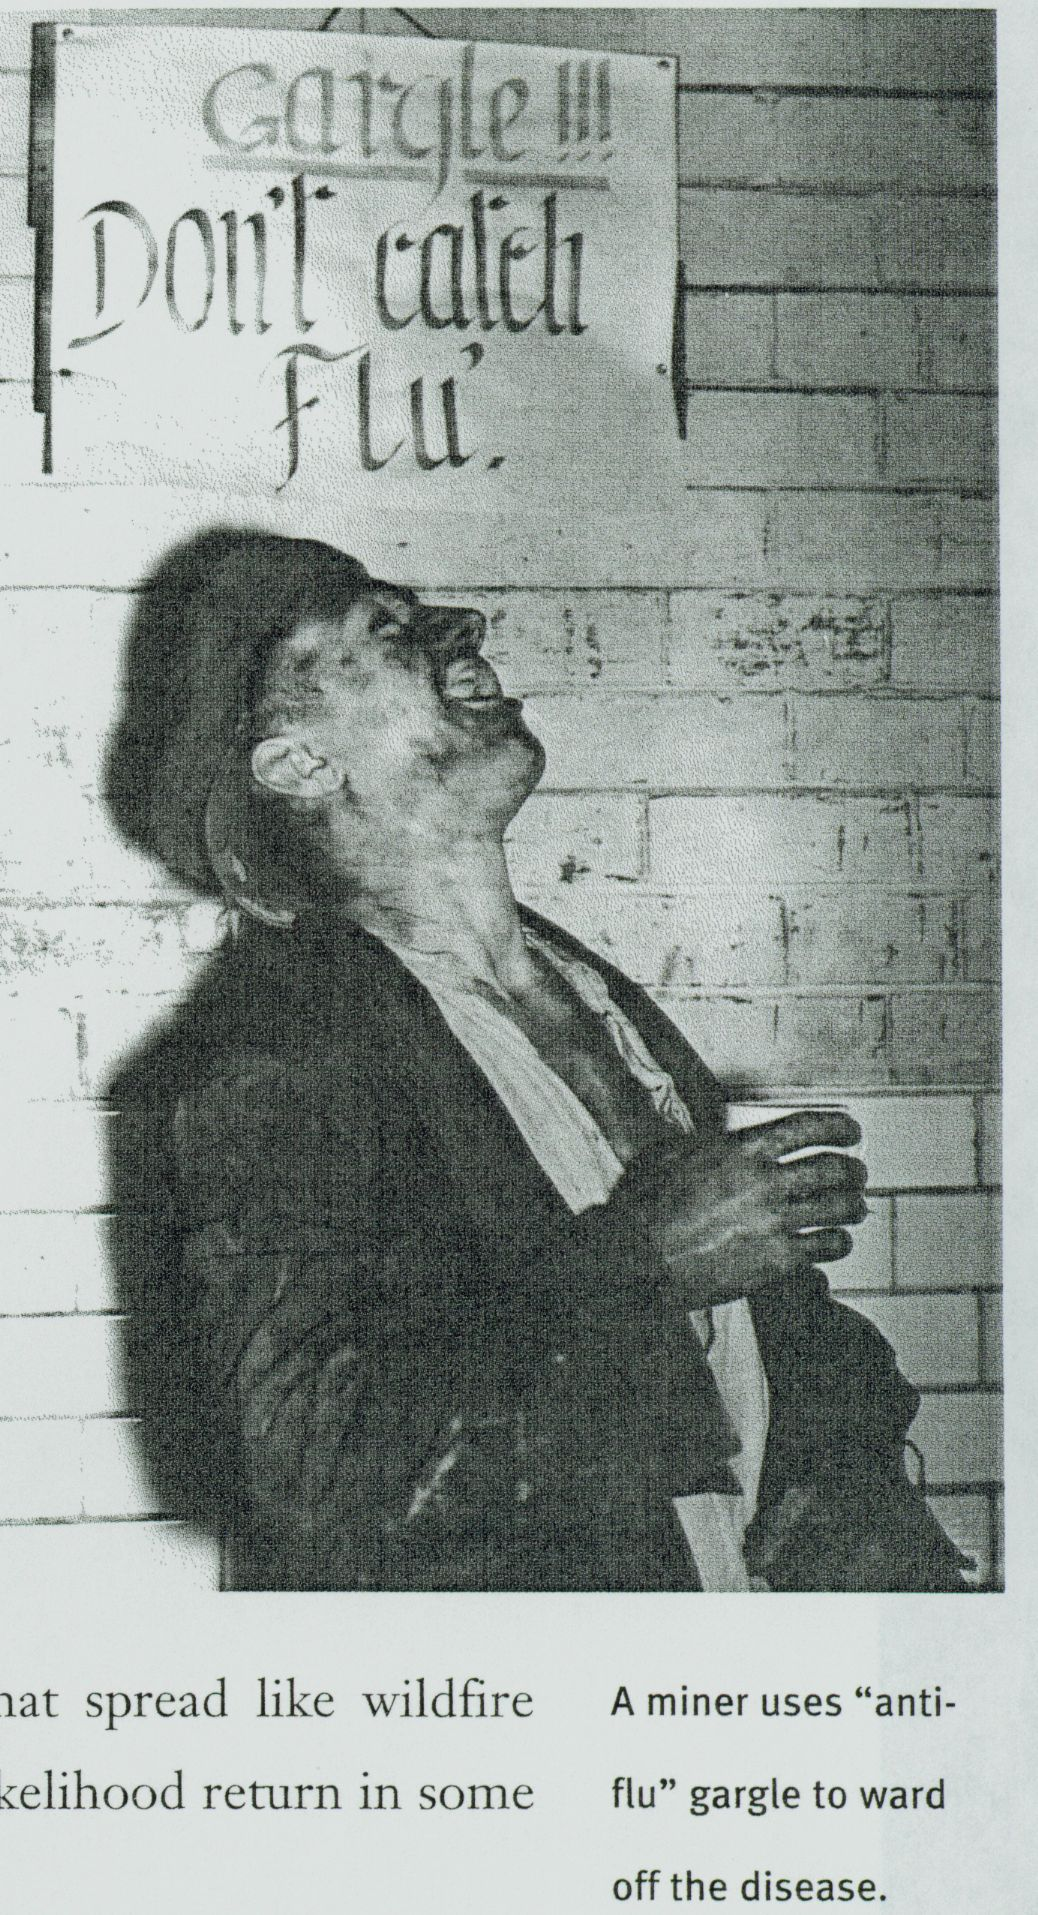 Gargle !!!
Don't catch
Flu'.
hat spread like wildfire
kelihood return in some
A miner uses “anti-
flu” gargle to ward
off the disease.